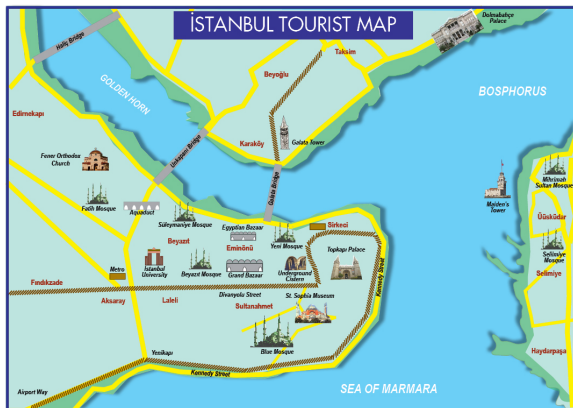 İSTANBUL TOURIST MAP
Dolmabahçe
Palace
Haliç Bridge
Taksim
Beyoğlu
GOLDEN HORN
BOSPHORUS
Edirnekapı
Unkapanı Bridge
Karaköy
Galata Tower
Fener Orthodox
Church
Mihrimah
Sultan Mosque
Galata Bridge
Maiden's
Tower
Fatih Mosque
Aquaduct
Süleymaniye Mosque
Egyptian Bazaar
Sirkeci
Üüsküdar
Beyazıt
Eminönü
Yeni Mosque
Topkapı Palace
Selimiye
Mosque
Metro
İstanbul
University
Beyazıt Mosque
Grand Bazaar
Underground
Cistern
Kennedy Street
Selimiye
Fındıkzade
Divanyolu Street
St. Sophia Museum
Aksaray
Laleli
Sultanahmet
Blue Mosque
Yenikapı
Haydarpaşa
Kennedy Street
Airport Way
SEA OF MARMARA